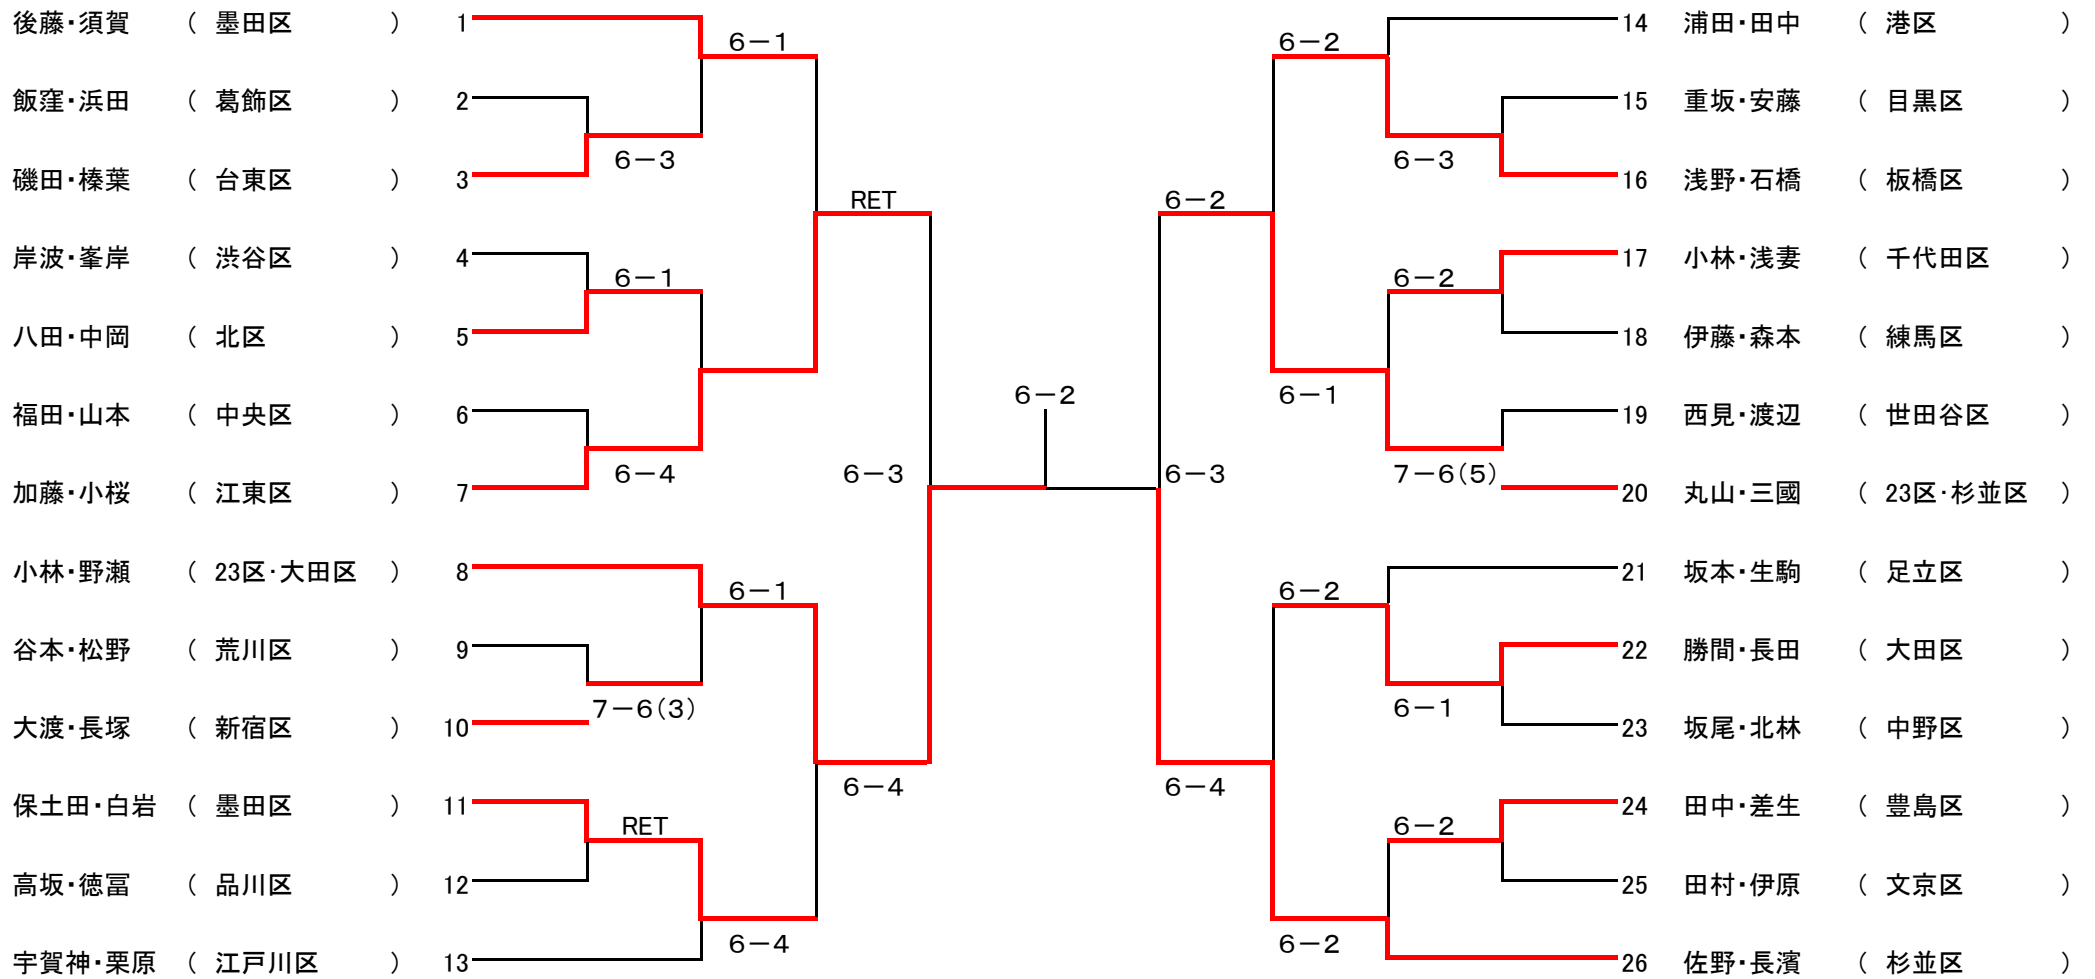 後藤・須賀 ( 墨田区 ) 1
飯窪・浜田 ( 葛飾区 ) 2
磯田・榛葉 ( 台東区 ) 3
岸波・峯岸 ( 渋谷区 ) 4
八田・中岡 ( 北区 ) 5
福田・山本 ( 中央区 ) 6
加藤・小桜 ( 江東区 ) 7
小林・野瀬 ( 23区・大田区 ) 8
谷本・松野 ( 荒川区 ) 9
大渡・長塚 ( 新宿区 ) 10
保土田・白岩 ( 墨田区 ) 11
高坂・徳冨 ( 品川区 ) 12
宇賀神・栗原 ( 江戸川区 ) 13
6-1
6-3
6-1
6-4
6-1
7-6(3)
RET
6-4
RET
6-4
6-3
6-2
6-3
6-2
6-4
6-2
6-1
6-2
6-2
6-3
6-2
7-6(5)
6-1
6-2
14 浦田・田中 ( 港区 )
15 重坂・安藤 ( 目黒区 )
16 浅野・石橋 ( 板橋区 )
17 小林・浅妻 ( 千代田区 )
18 伊藤・森本 ( 練馬区 )
19 西見・渡辺 ( 世田谷区 )
20 丸山・三國 ( 23区・杉並区 )
21 坂本・生駒 ( 足立区 )
22 勝間・長田 ( 大田区 )
23 坂尾・北林 ( 中野区 )
24 田中・差生 ( 豊島区 )
25 田村・伊原 ( 文京区 )
26 佐野・長濱 ( 杉並区 )